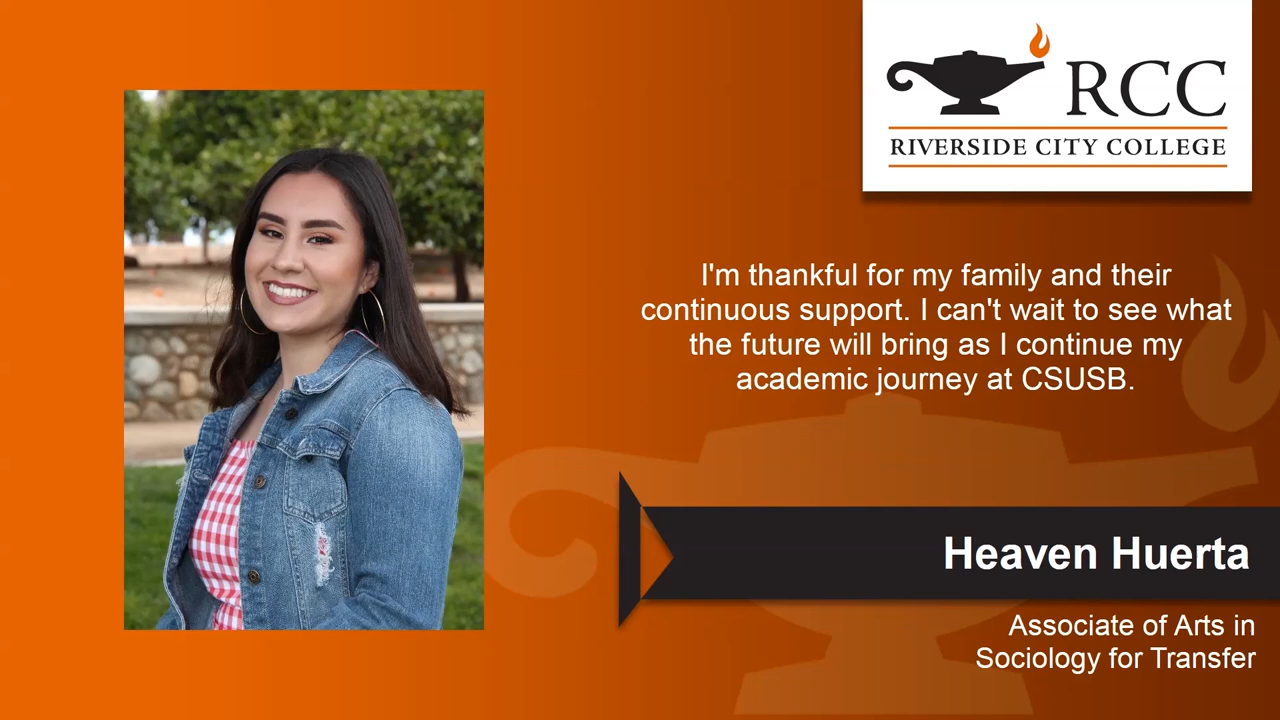 RCC
RIVERSIDE CITY COLLEGE
I'm thankful for my family and their
continuous support. I can't wait to see what
the future will bring as I continue my
academic journey at CSUSB.
Heaven Huerta
Associate of Arts in
Sociology for Transfer